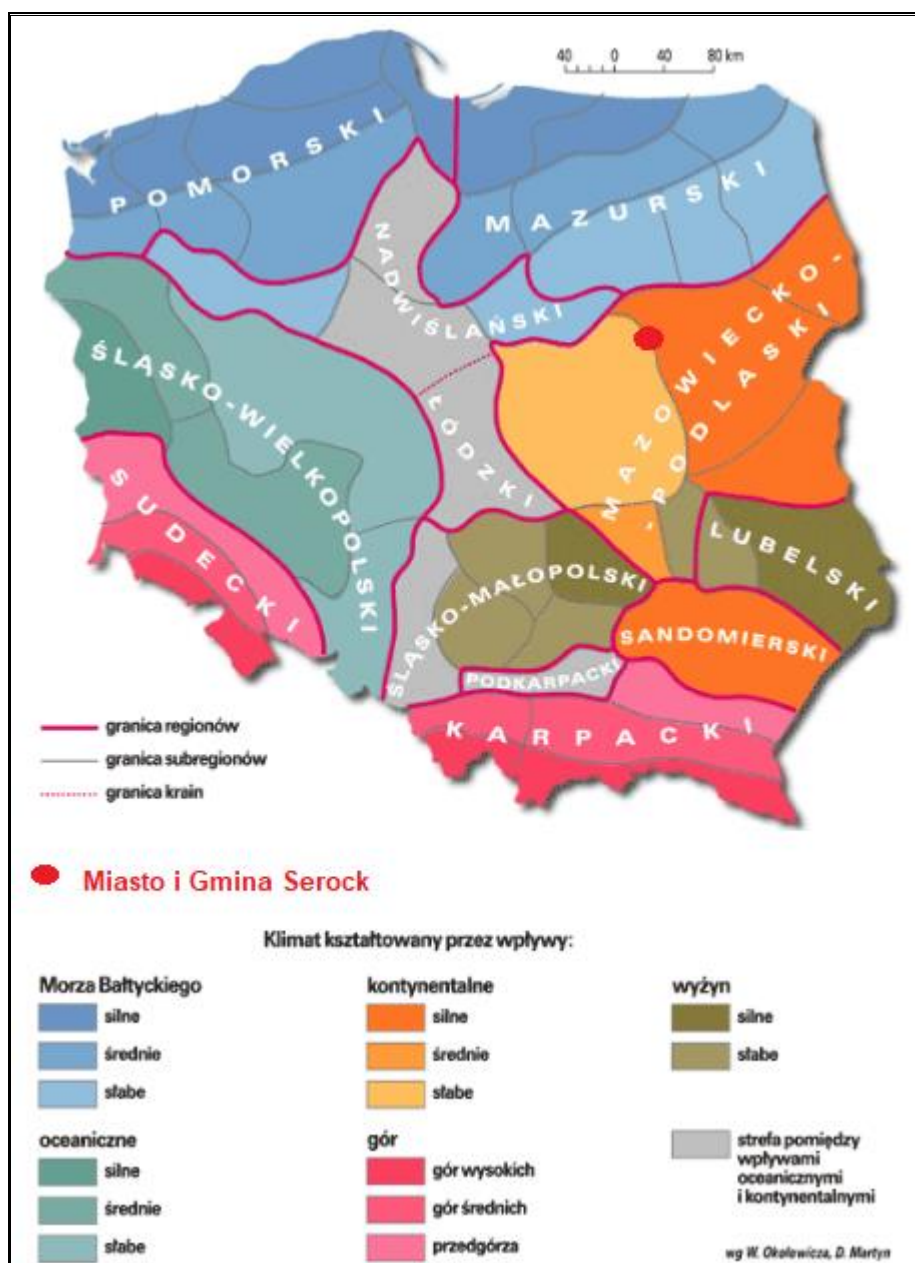 40 0 40 80 km
POMORSKI
MAZURSKI
NADWIŚLAŃSKI
MAZOWIECKO-
-PODLASKI
ŚLĄSKO-WIELKOPOLSKI
ŁÓDZKI
SUDECKI
LUBELSKI
ŚLĄSKO-MAŁOPOLSKI
SANDOMIERSKI
PODKARPACKI
KARPACKI
granica regionów
granica subregionów
granica krain
Miasto i Gmina Serock
Klimat kształtowany przez wpływy:
Morza Bałtyckiego
silne
średnie
słabe
kontynentalne
silne
średnie
słabe
wyżyn
silne
słabe
oceaniczne
silne
średnie
słabe
gór
gór wysokich
gór średnich
przedgórza
strefa pomiędzy
wpływami
oceanicznymi
i kontynentalnymi
wg W. Okołowicza, D. Martyn